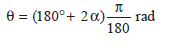 θ = (180°+ 2α) π/180 rad